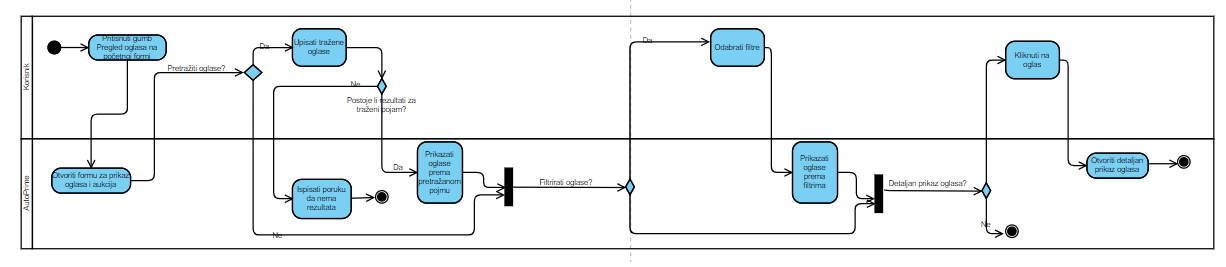 Korisnik
Pritisnuti gumb
Pregled oglasa na
početnoj formi
Pretražiti oglase?
Da
Upisati tražene
oglase
Ne
Postoje li rezultati za
traženi pojam?
Da
Odabrati filtre
Kliknuti na
oglas
AutoPrime
Otvoriti formu za prikaz
oglasa i aukcija
Ispisati poruku
da nema
rezultata
Da
Prikazati
oglase
prema
pretražanom
pojmu
Ne
Filtrirati oglase?
Prikazati
oglase
prema
filtrima
Detaljan prikaz oglasa?
Ne
Otvoriti detaljan
prikaz oglasa